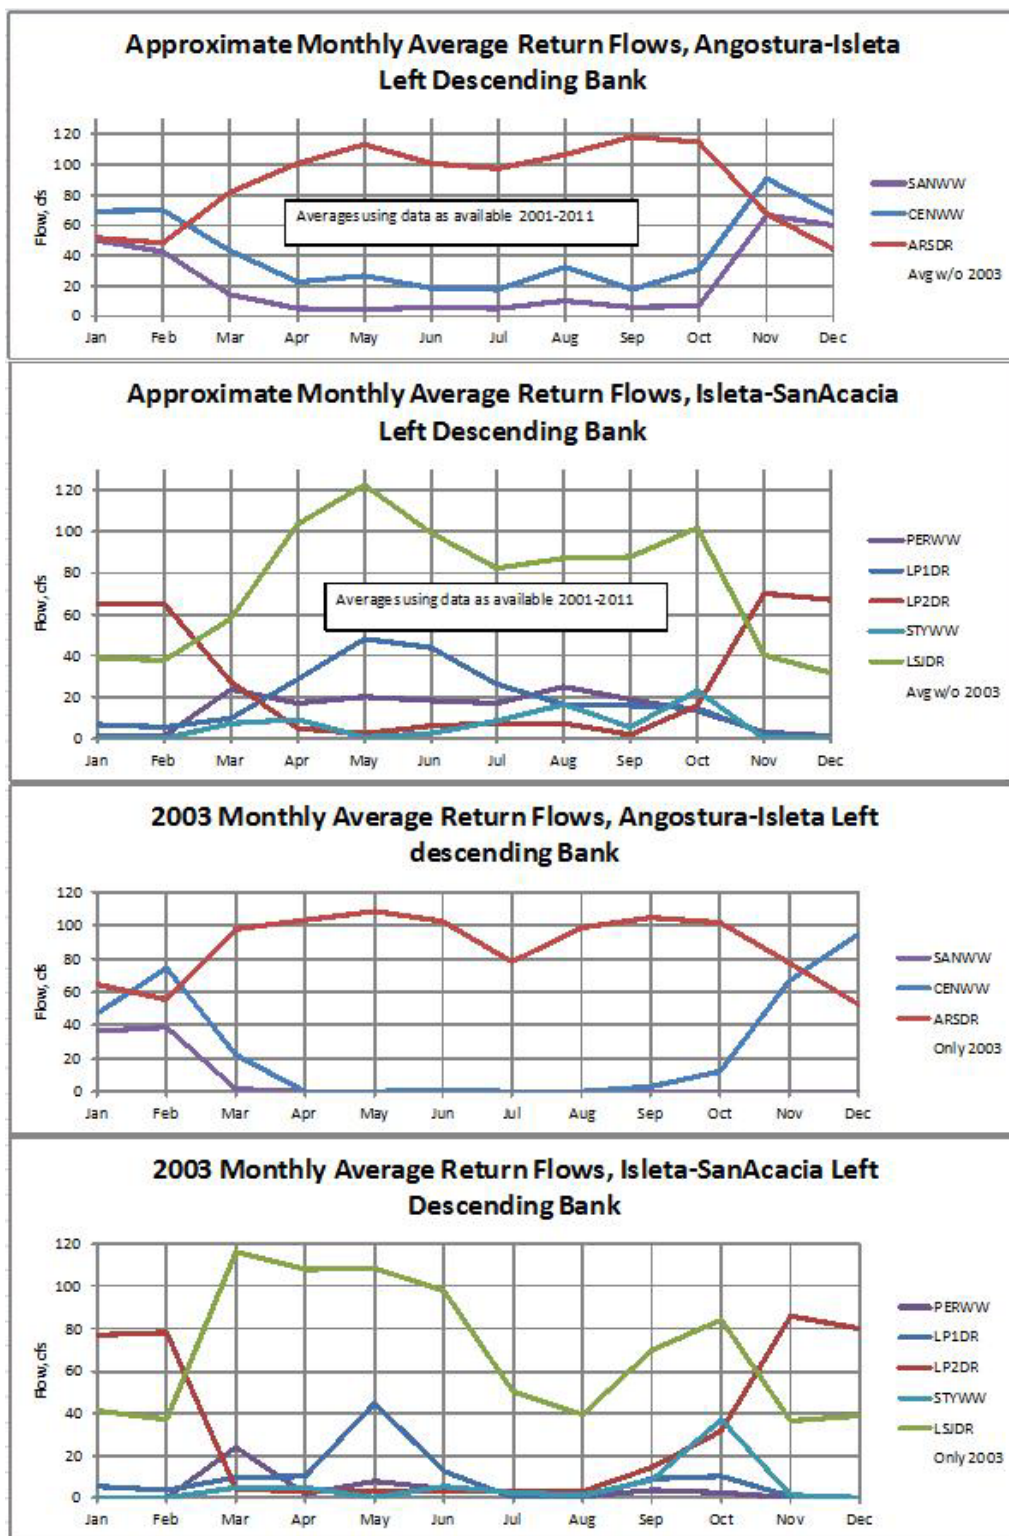 Approximate Monthly Average Return Flows, Angostura-Isleta
Left Descending Bank
Flow, cfs
120
100
80
60
40
20
0
Averages using data as available 2001-2011
Jan Feb Mar Apr May Jun Jul Aug Sep Oct Nov Dec
SANWW
CENWW
ARSDR
Avg w/o 2003
Approximate Monthly Average Return Flows, Isleta-SanAcacia
Left Descending Bank
Flow, cfs
120
100
80
60
40
20
0
Averages using data as available 2001-2011
Jan Feb Mar Apr May Jun Jul Aug Sep Oct Nov Dec
PERWW
LP1DR
LP2DR
STYWW
LSJDR
Avg w/o 2003
2003 Monthly Average Return Flows, Angostura-Isleta Left
descending Bank
Flow, cfs
120
100
80
60
40
20
0
Jan Feb Mar Apr May Jun Jul Aug Sep Oct Nov Dec
SANWW
CENWW
ARSDR
Only 2003
2003 Monthly Average Return Flows, Isleta-SanAcacia Left
Descending Bank
Flow, cfs
120
100
80
60
40
20
0
Jan Feb Mar Apr May Jun Jul Aug Sep Oct Nov Dec
PERWW
LP1DR
LP2DR
STYWW
LSJDR
Only 2003